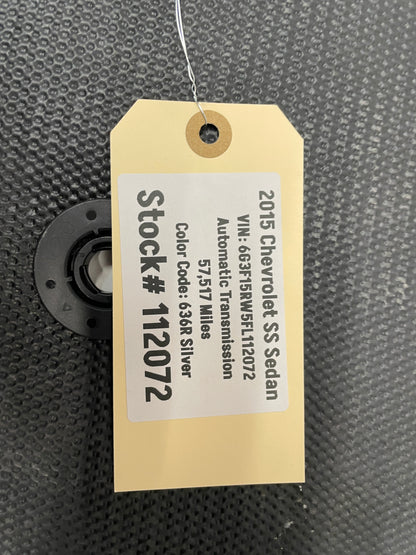 2015 Chevrolet SS Sedan
VIN: 6G3F15RW5FL112072
Automatic Transmission
57,517 Miles
Color Code: 636R Silver
Stock# 112072